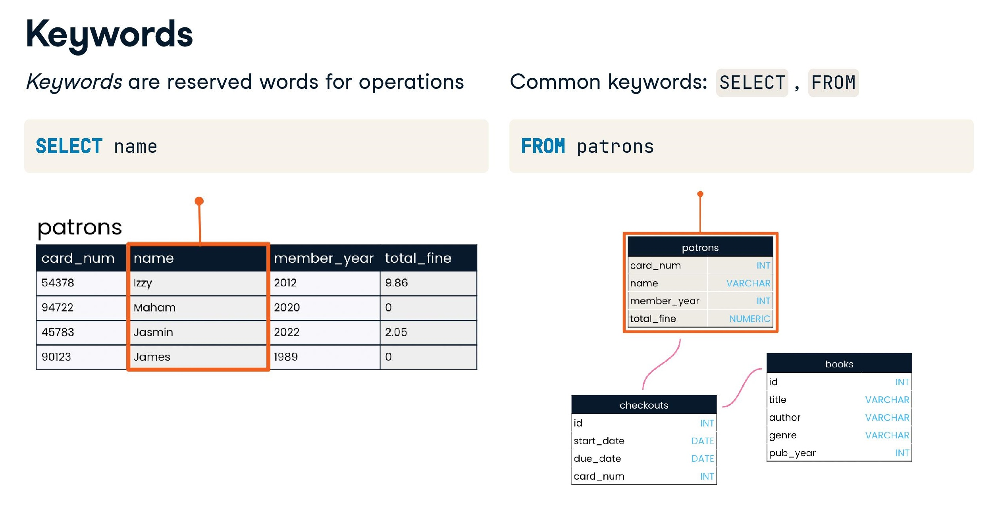 Keywords
Keywords are reserved words for operations
SELECT name
patrons
card_num name member_year total_fine
54378 Izzy 2012 9.86
94722 Maham 2020 0
45783 Jasmin 2022 2.05
90123 James 1989 0
Common keywords: SELECT , FROM
FROM patrons
patrons
card_num INT
name VARCHAR
member_year INT
total_fine NUMERIC
checkouts
id INT
start_date DATE
due_date DATE
card_num INT
books
id INT
title VARCHAR
author VARCHAR
genre VARCHAR
pub_year INT